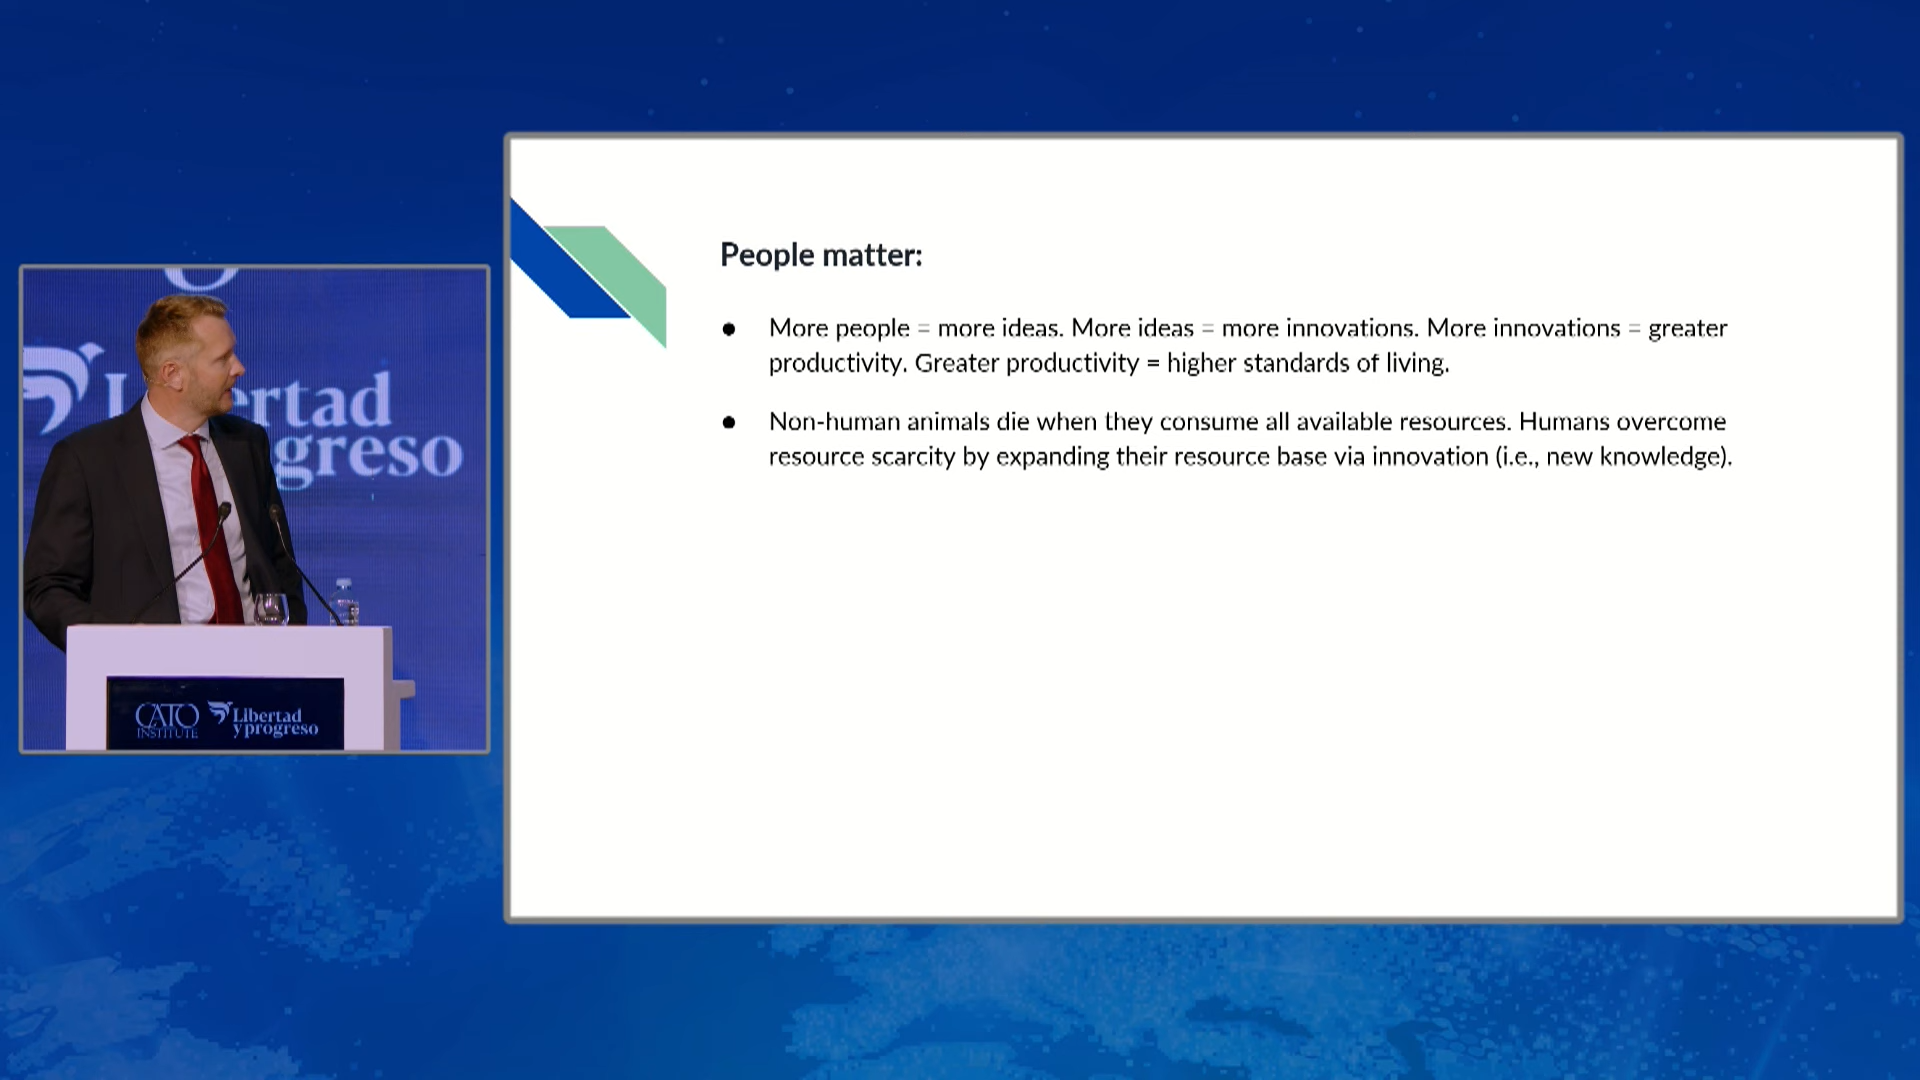 Libertad
progreso
CATO
INSTITUTE
Libertad
y progreso
People matter:
● More people = more ideas. More ideas = more innovations. More innovations = greater
productivity. Greater productivity = higher standards of living.
● Non-human animals die when they consume all available resources. Humans overcome
resource scarcity by expanding their resource base via innovation (i.e., new knowledge).